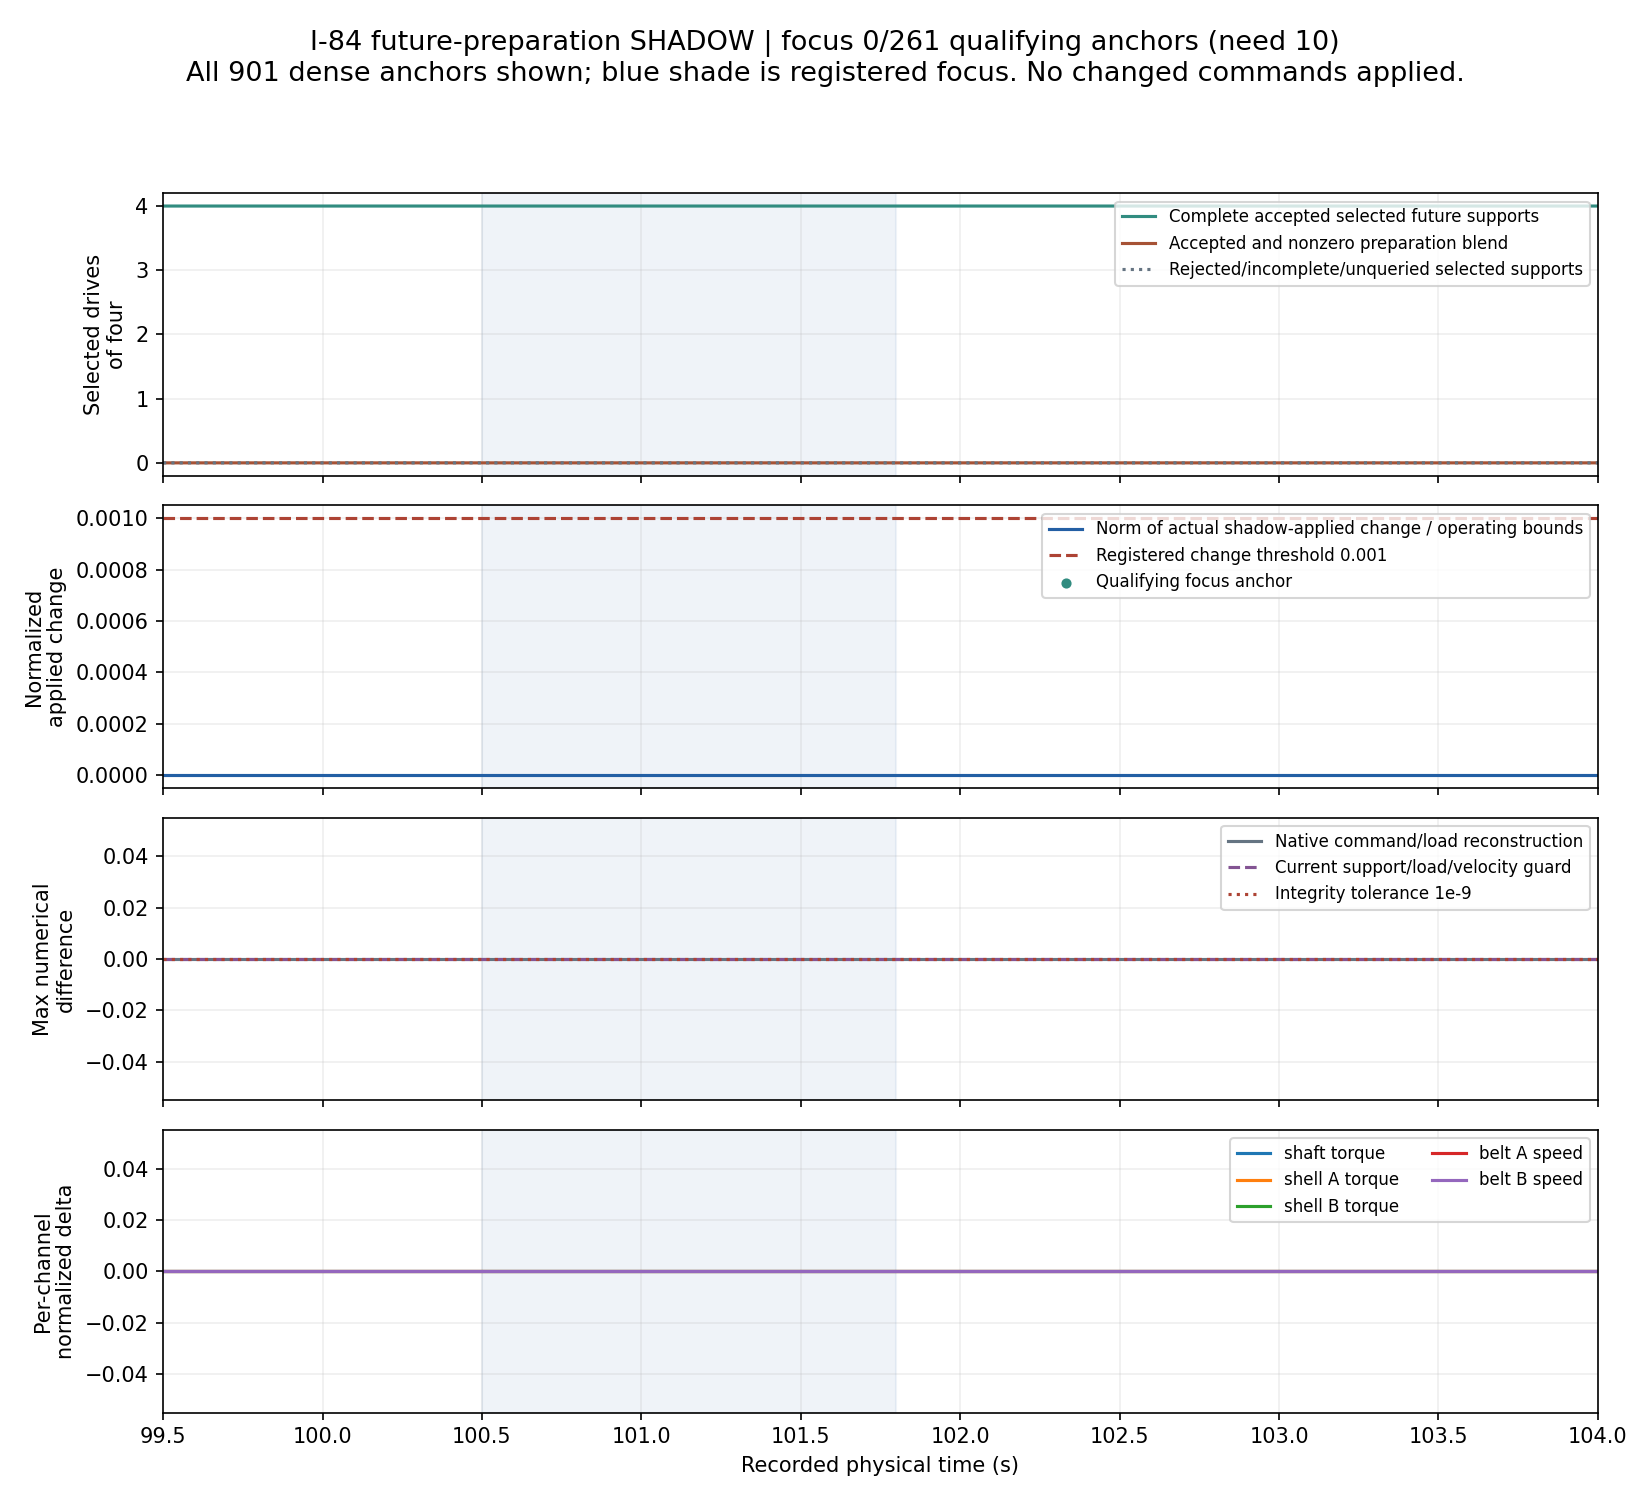 I-84 future-preparation SHADOW | focus 0/261 qualifying anchors (need 10)
All 901 dense anchors shown; blue shade is registered focus. No changed commands applied.
Selected drives
of four
4
3
2
1
0
Complete accepted selected future supports
Accepted and nonzero preparation blend
Rejected/incomplete/unqueried selected supports
Normalized
applied change
0.0010
0.0008
0.0006
0.0004
0.0002
0.0000
Norm of actual shadow-applied change / operating bounds
Registered change threshold 0.001
Qualifying focus anchor
Max numerical
difference
0.04
0.02
0.00
−0.02
−0.04
Native command/load reconstruction
Current support/load/velocity guard
Integrity tolerance 1e-9
Per-channel
normalized delta
0.04
0.02
0.00
−0.02
−0.04
shaft torque
shell A torque
shell B torque
belt A speed
belt B speed
99.5 100.0 100.5 101.0 101.5 102.0 102.5 103.0 103.5 104.0
Recorded physical time (s)